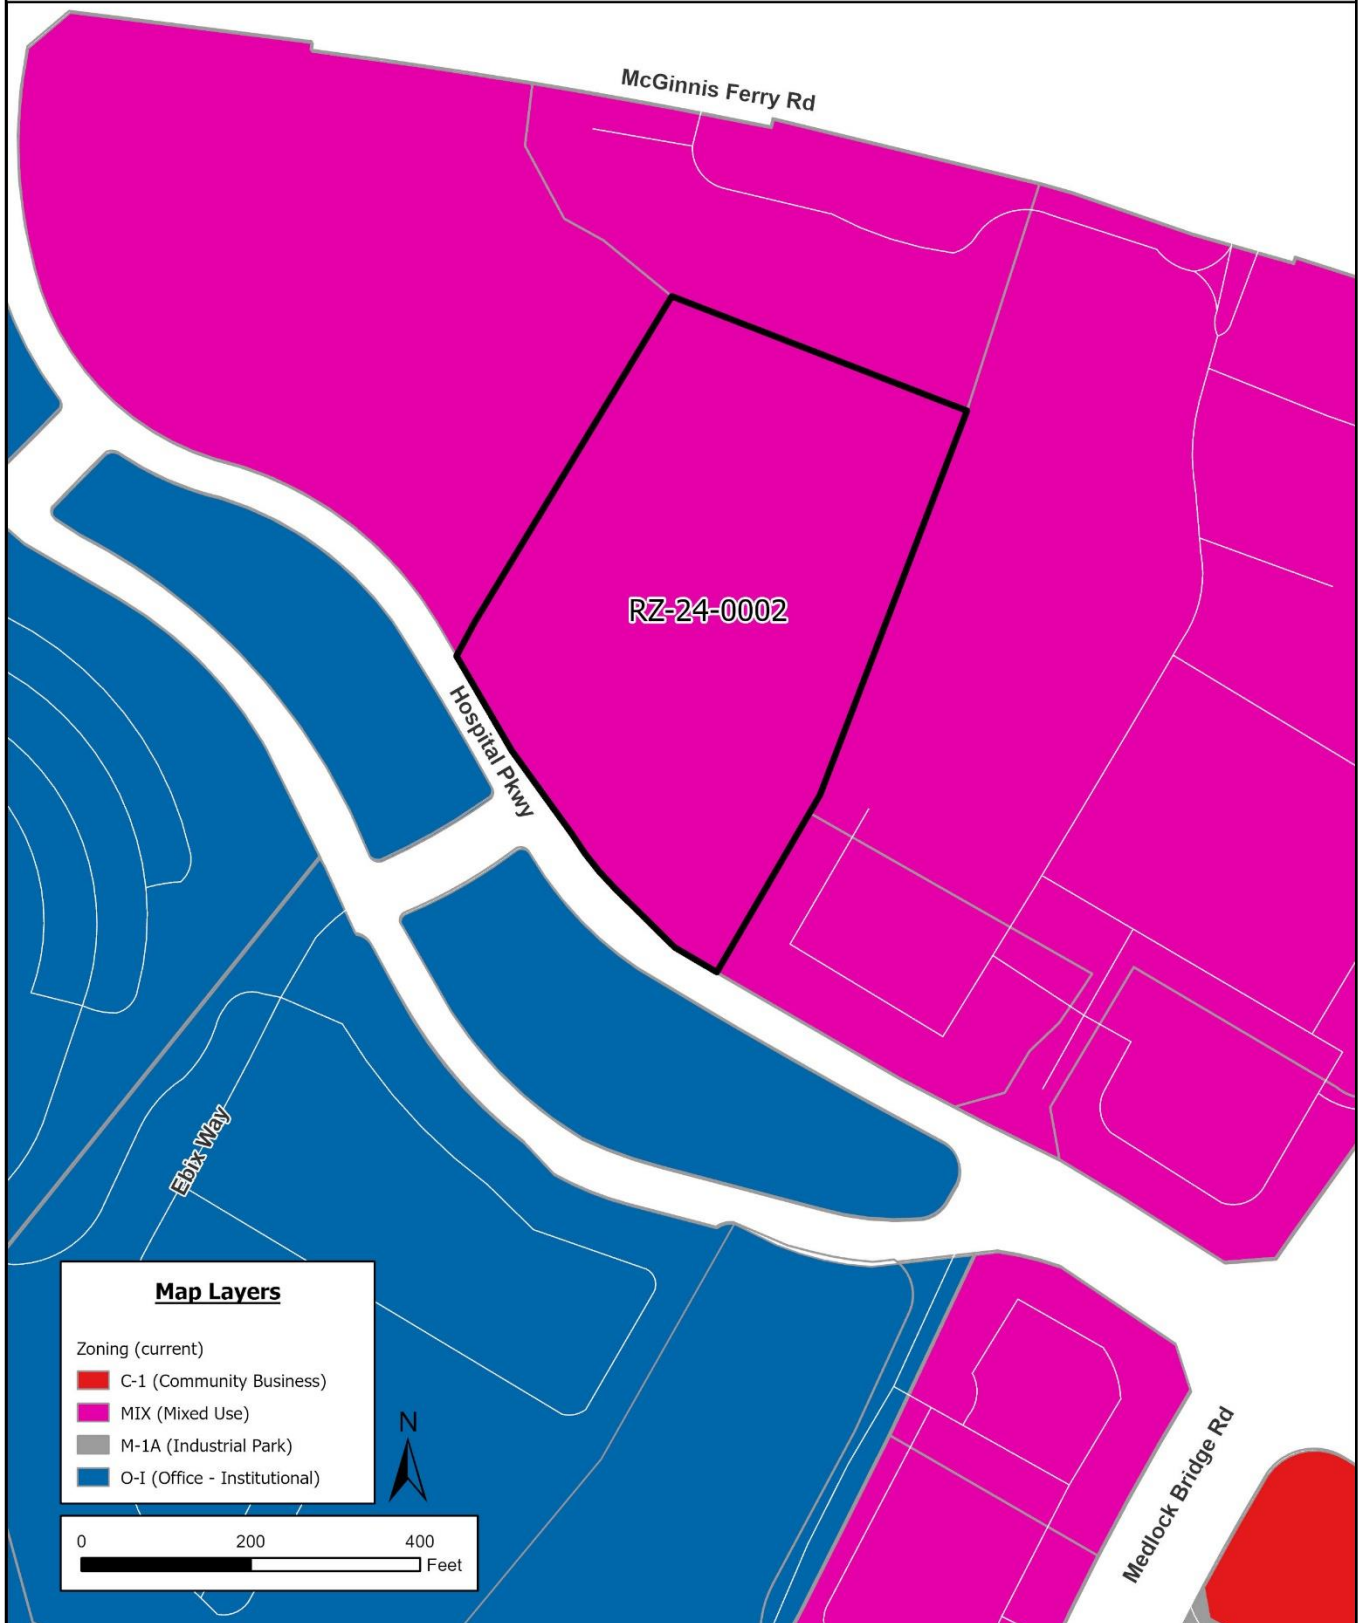 McGinnis Ferry Rd
RZ-24-0002
Hospital Pkwy
Ebix Way
Medlock Bridge Rd
Map Layers
Zoning (current)
C-1 (Community Business)
MIX (Mixed Use)
M-1A (Industrial Park)
O-I (Office - Institutional)
N
0 200 400
Feet